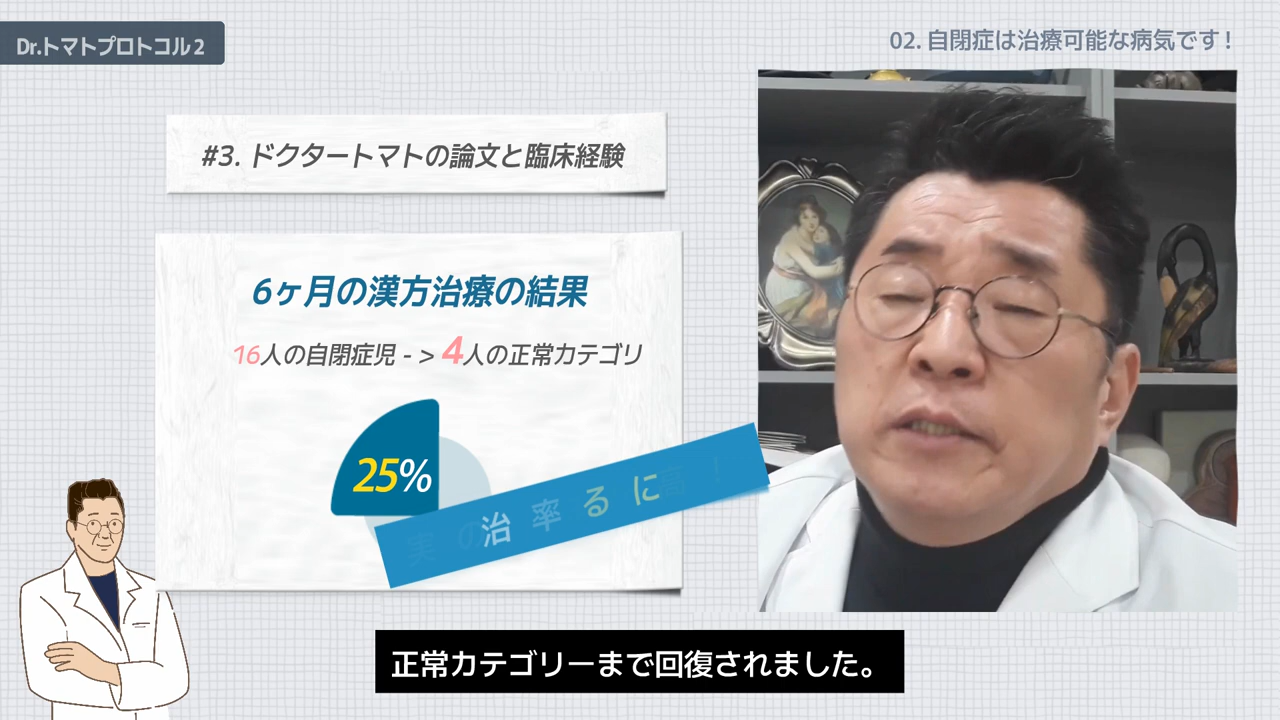 Dr.トマトプロトコル2
02. 自閉症は治療可能な病気です!
#3. ドクタートマトの論文と臨床経験
6ヶ月の漢方治療の結果
16人の自閉症児 - > 4人の正常カテゴリ
25%
治率るに
正常カテゴリーまで回復されました。